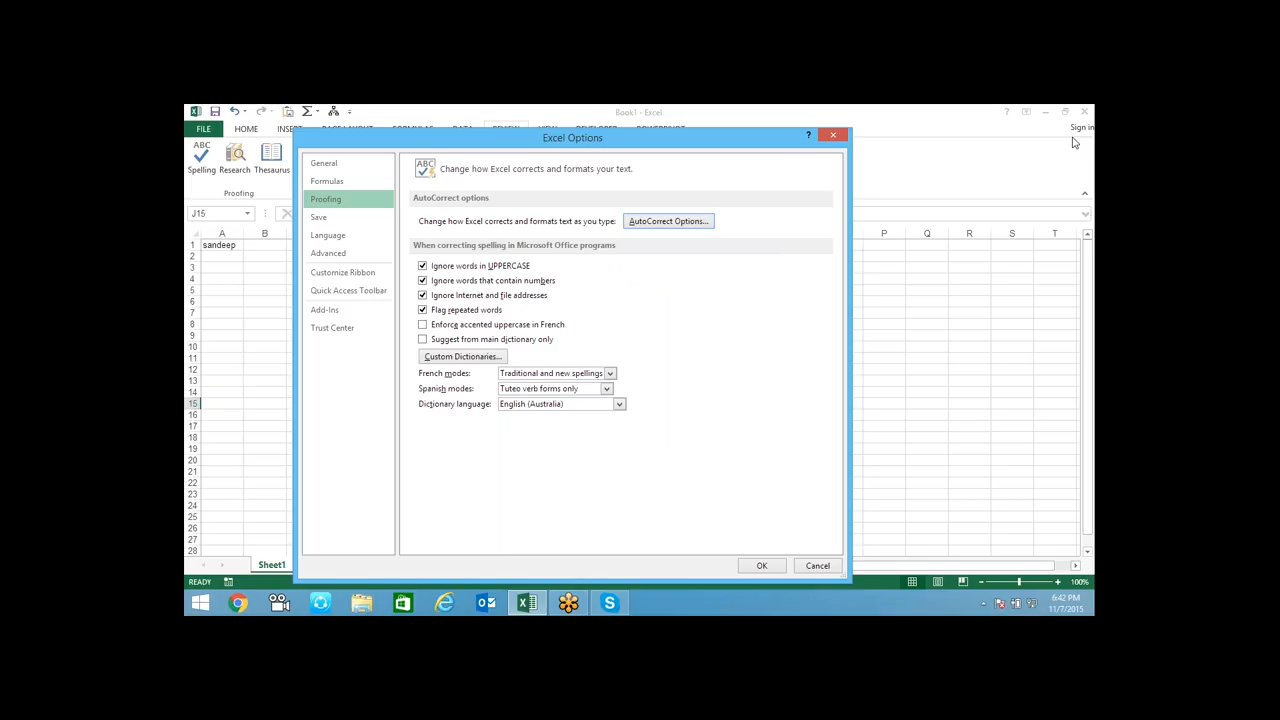 Book1 - Excel
FILE HOME
Sign in
Excel Options
ABC
Spelling Research Thesaurus
Proofing
J15
General
Formulas
Proofing
Save
Language
Advanced
Customize Ribbon
Quick Access Toolbar
Add-Ins
Trust Center
ABC Change how Excel corrects and formats your text.
AutoCorrect options
Change how Excel corrects and formats text as you type: AutoCorrect Options...
When correcting spelling in Microsoft Office programs
Ignore words in UPPERCASE
Ignore words that contain numbers
Ignore Internet and file addresses
Flag repeated words
Enforce accented uppercase in French
Suggest from main dictionary only
Custom Dictionaries...
French modes: Traditional and new spellings
Spanish modes: Tuteo verb forms only
Dictionary language: English (Australia)
OK Cancel
A B P Q R S T
1 sandeep
2
3
4
5
6
7
8
9
10
11
12
13
14
15
16
17
18
19
20
21
22
23
24
25
26
27
28
Sheet1
READY 100%
6:42 PM
11/7/2015